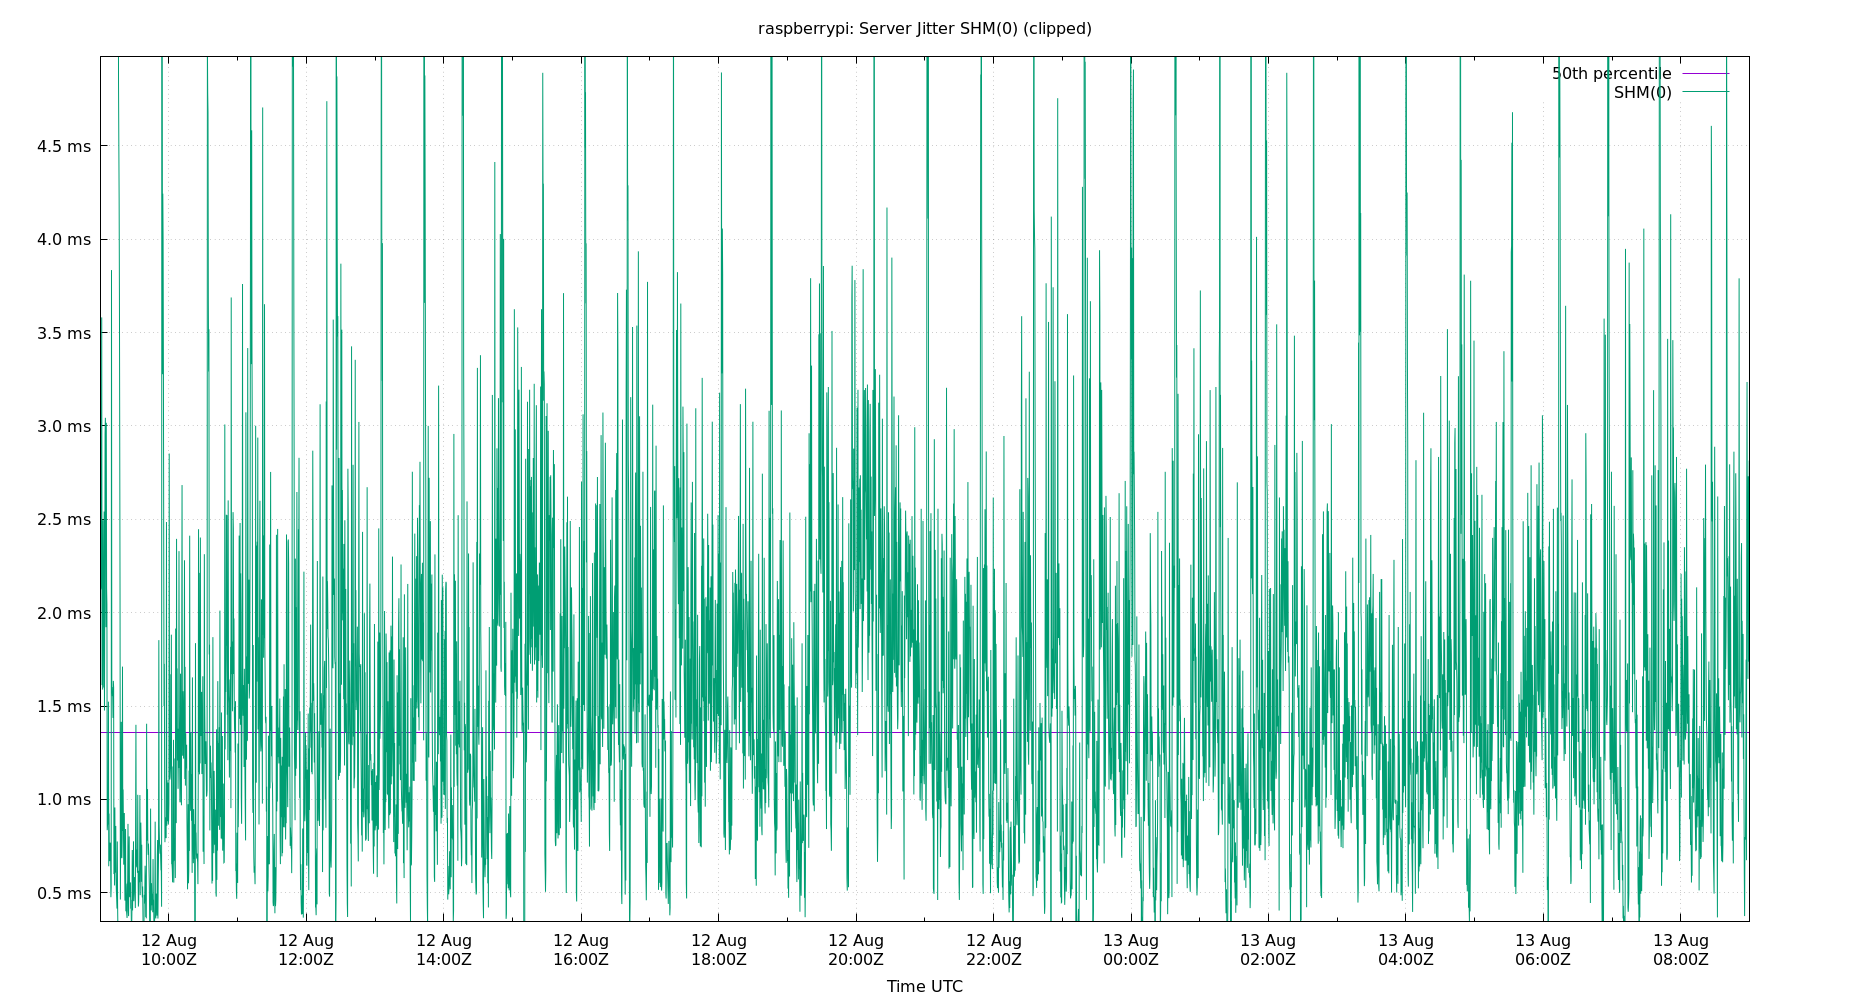 raspberrypi: Server Jitter SHM(0) (clipped)
50th percentile
SHM(0)
4.5 ms
4.0 ms
3.5 ms
3.0 ms
2.5 ms
2.0 ms
1.5 ms
1.0 ms
0.5 ms
12 Aug 12 Aug 12 Aug 12 Aug 12 Aug 12 Aug 12 Aug 13 Aug 13 Aug 13 Aug 13 Aug 13 Aug
10:00Z 12:00Z 14:00Z 16:00Z 18:00Z 20:00Z 22:00Z 00:00Z 02:00Z 04:00Z 06:00Z 08:00Z
Time UTC